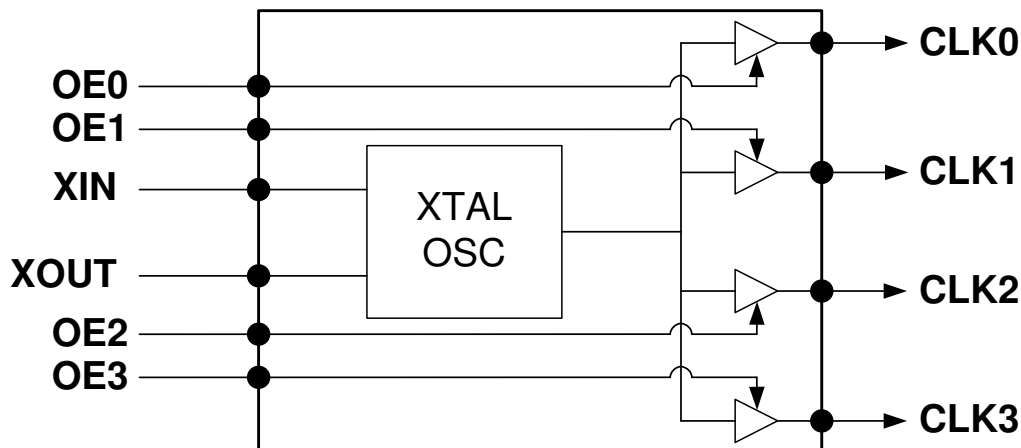 CLK0
OE0
OE1
XIN
CLK1
XTAL
OSC
XOUT
CLK2
OE2
OE3
CLK3